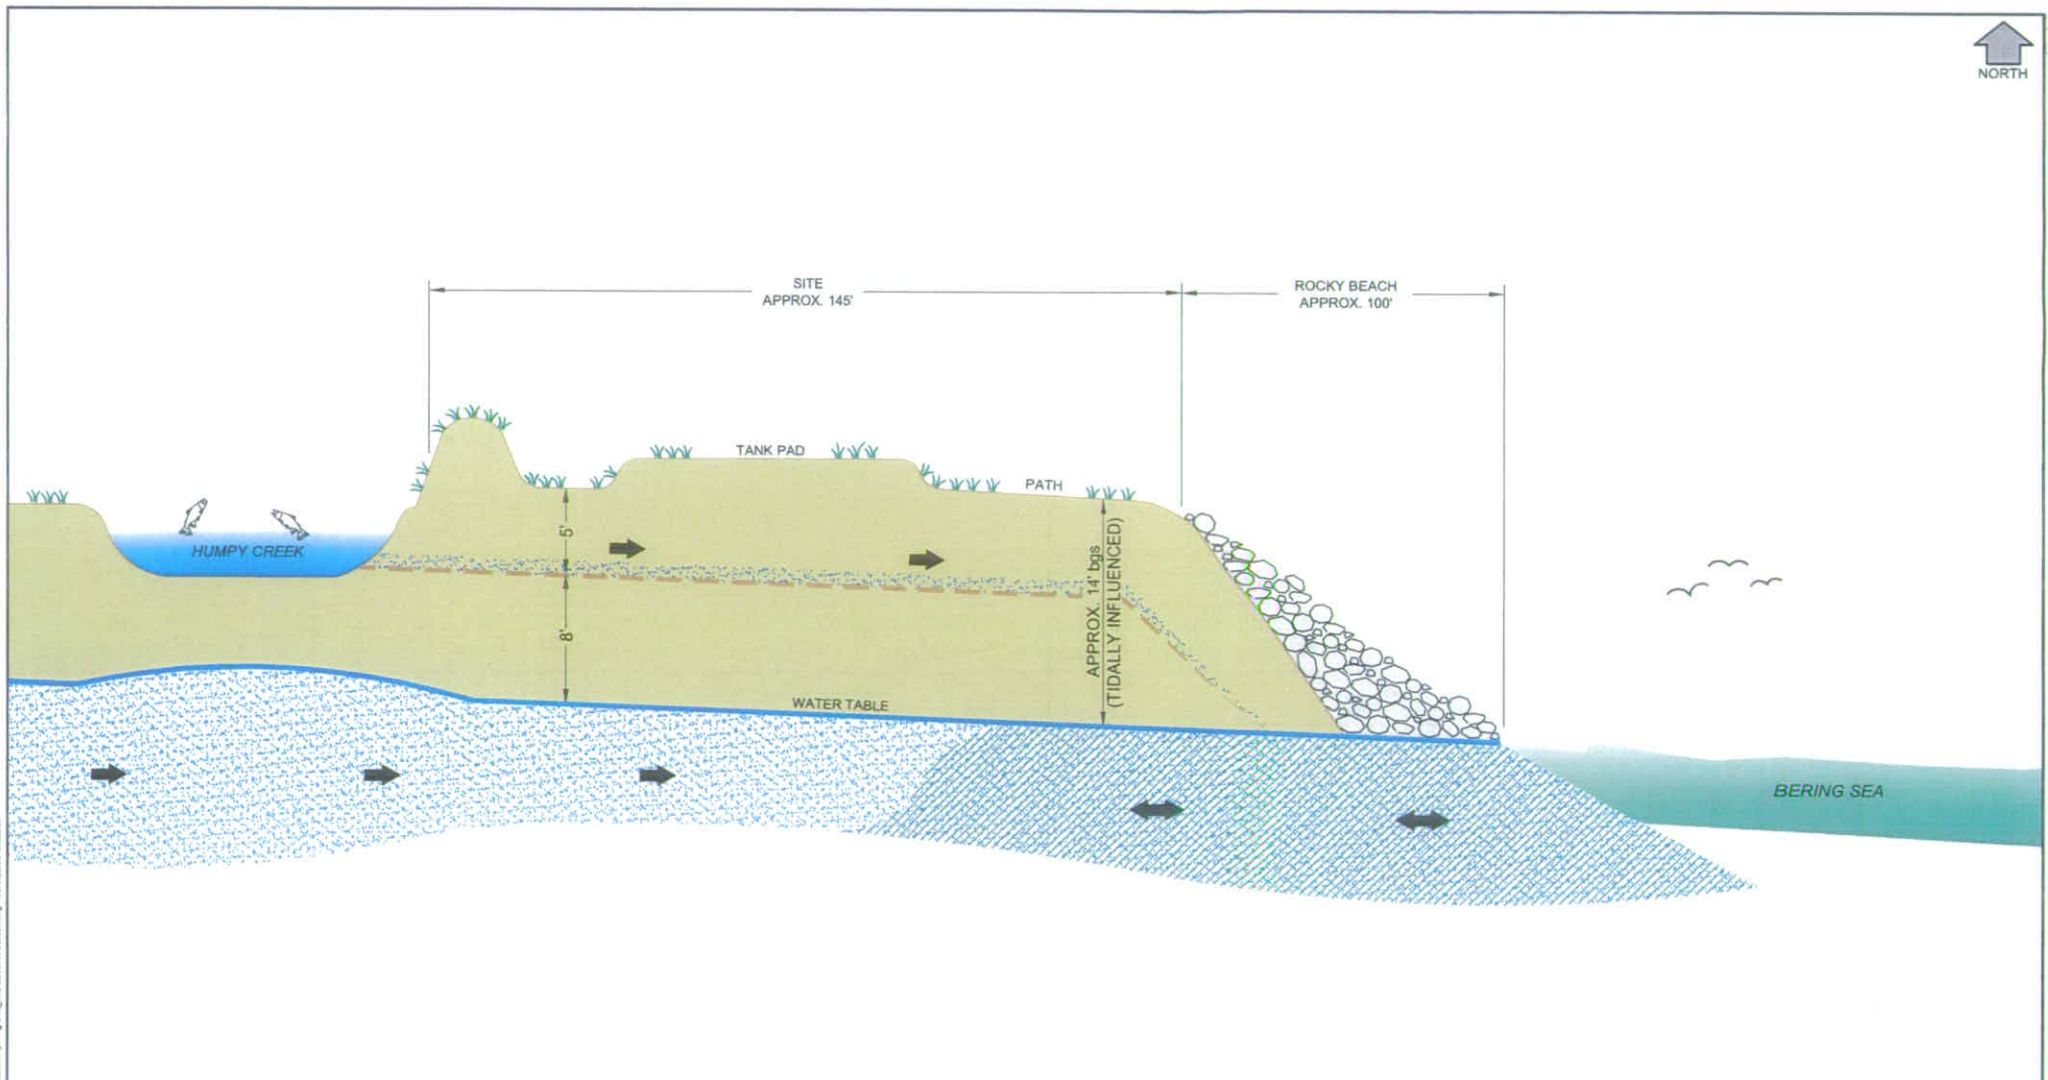 NORTH
SITE
APPROX. 145'
ROCKY BEACH
APPROX. 100'
TANK PAD
PATH
HUMPY CREEK
5'
8'
APPROX. 14' bgs
(TIDALLY INFLUENCED)
WATER TABLE
BERING SEA